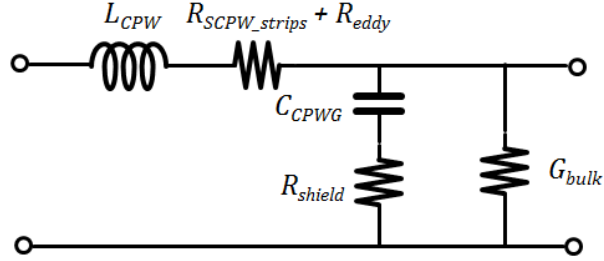 L_CPW
R_SCPW_strips + R_eddy
C_CPWG
R_shield
G_bulk